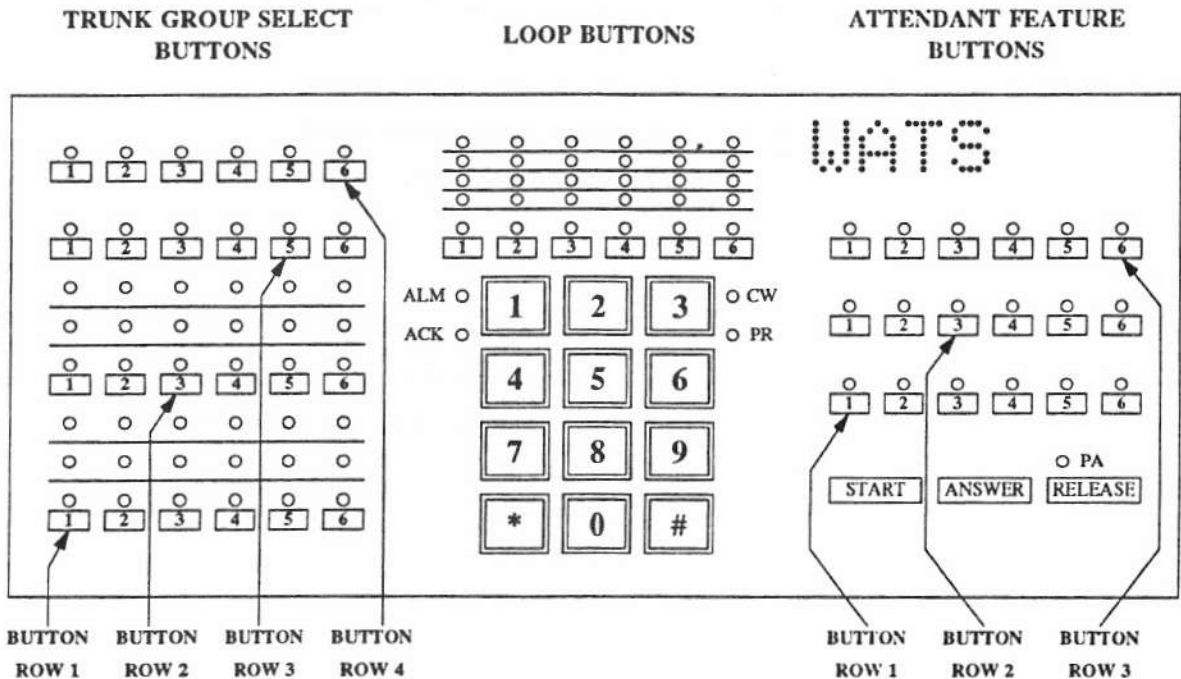 TRUNK GROUP SELECT
BUTTONS
LOOP BUTTONS
ATTENDANT FEATURE
BUTTONS
WATS
1 2 3 4 5 6
1 2 3 4 5 6
1 2 3 4 5 6
1 2 3 4 5 6
ALM
ACK
1 2 3 4 5 6
1 2 3
4 5 6
7 8 9
* 0 #
CW
PR
1 2 3 4 5 6
1 2 3 4 5 6
1 2 3 4 5 6
PA
START ANSWER RELEASE
BUTTON
ROW 1
BUTTON
ROW 2
BUTTON
ROW 3
BUTTON
ROW 4
BUTTON
ROW 1
BUTTON
ROW 2
BUTTON
ROW 3